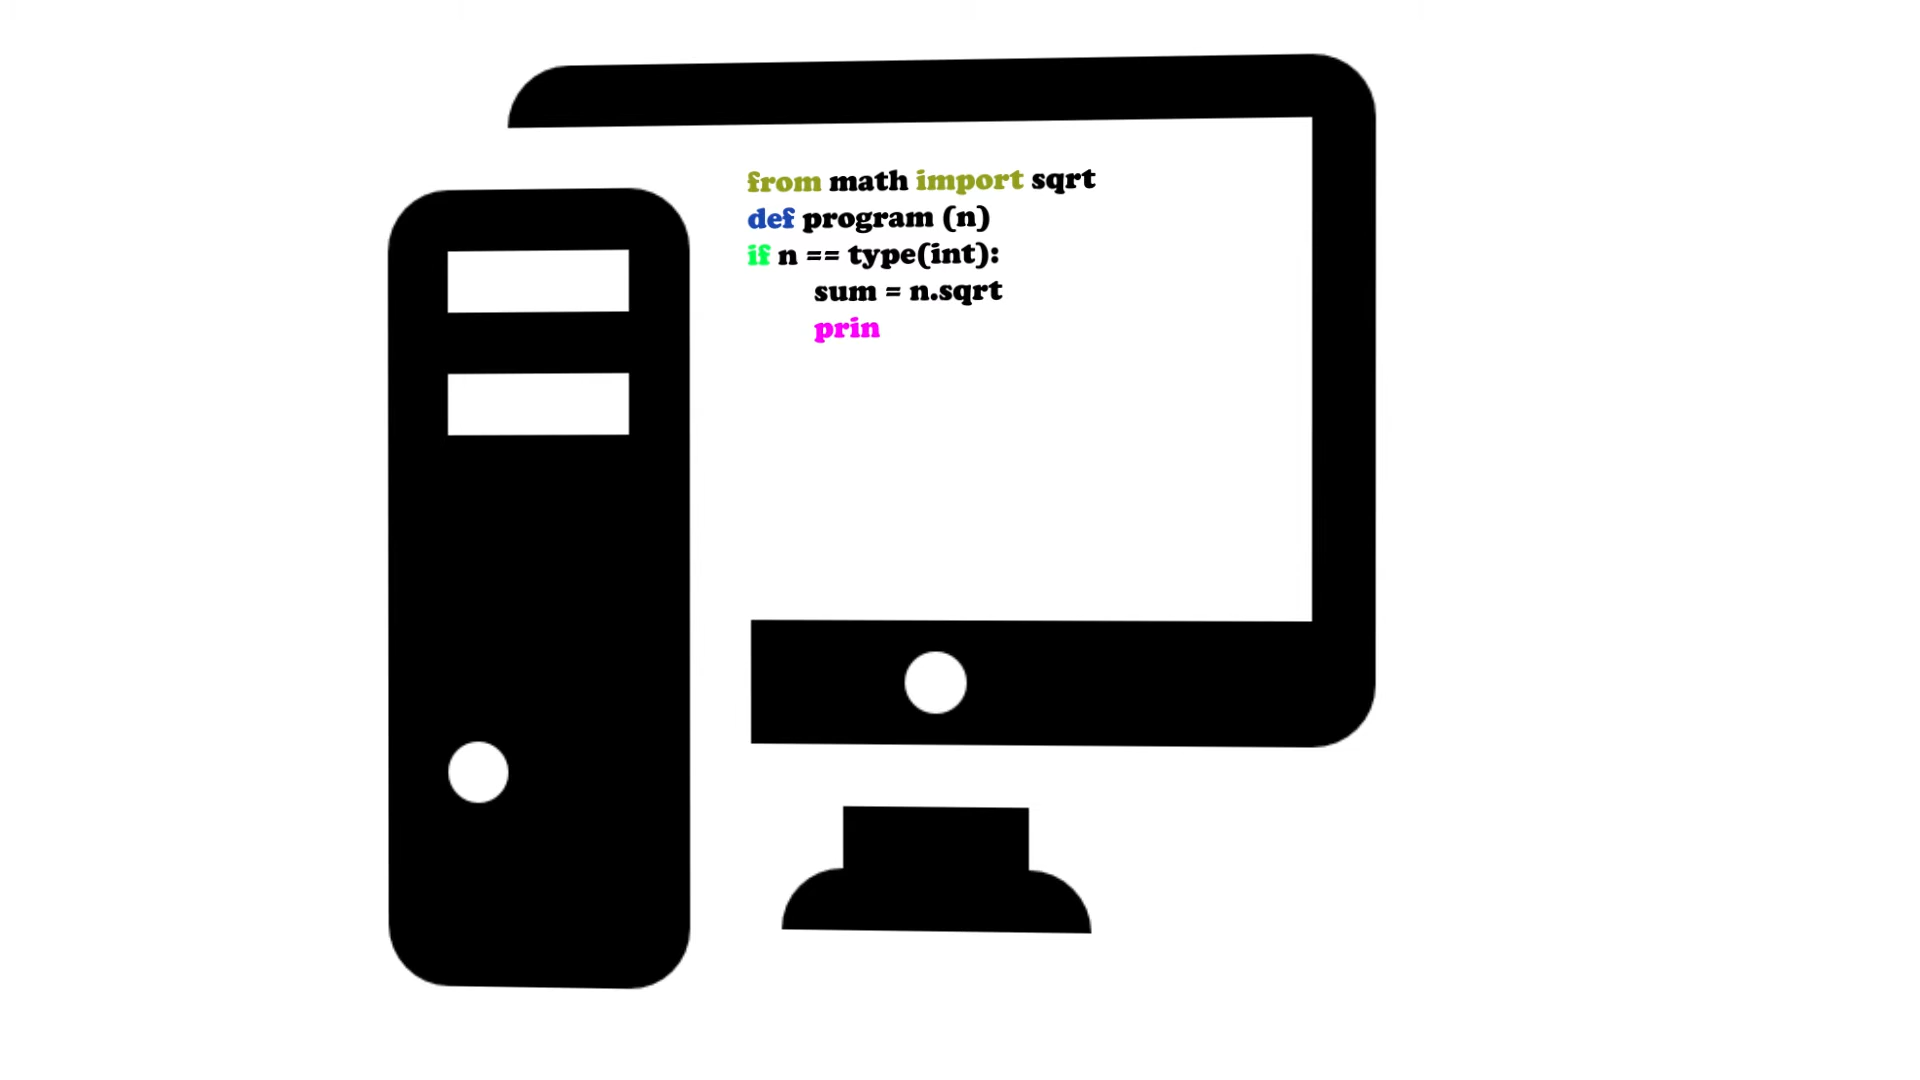 from math import sqrt
def program (n)
if n == type(int):
sum = n.sqrt
prin